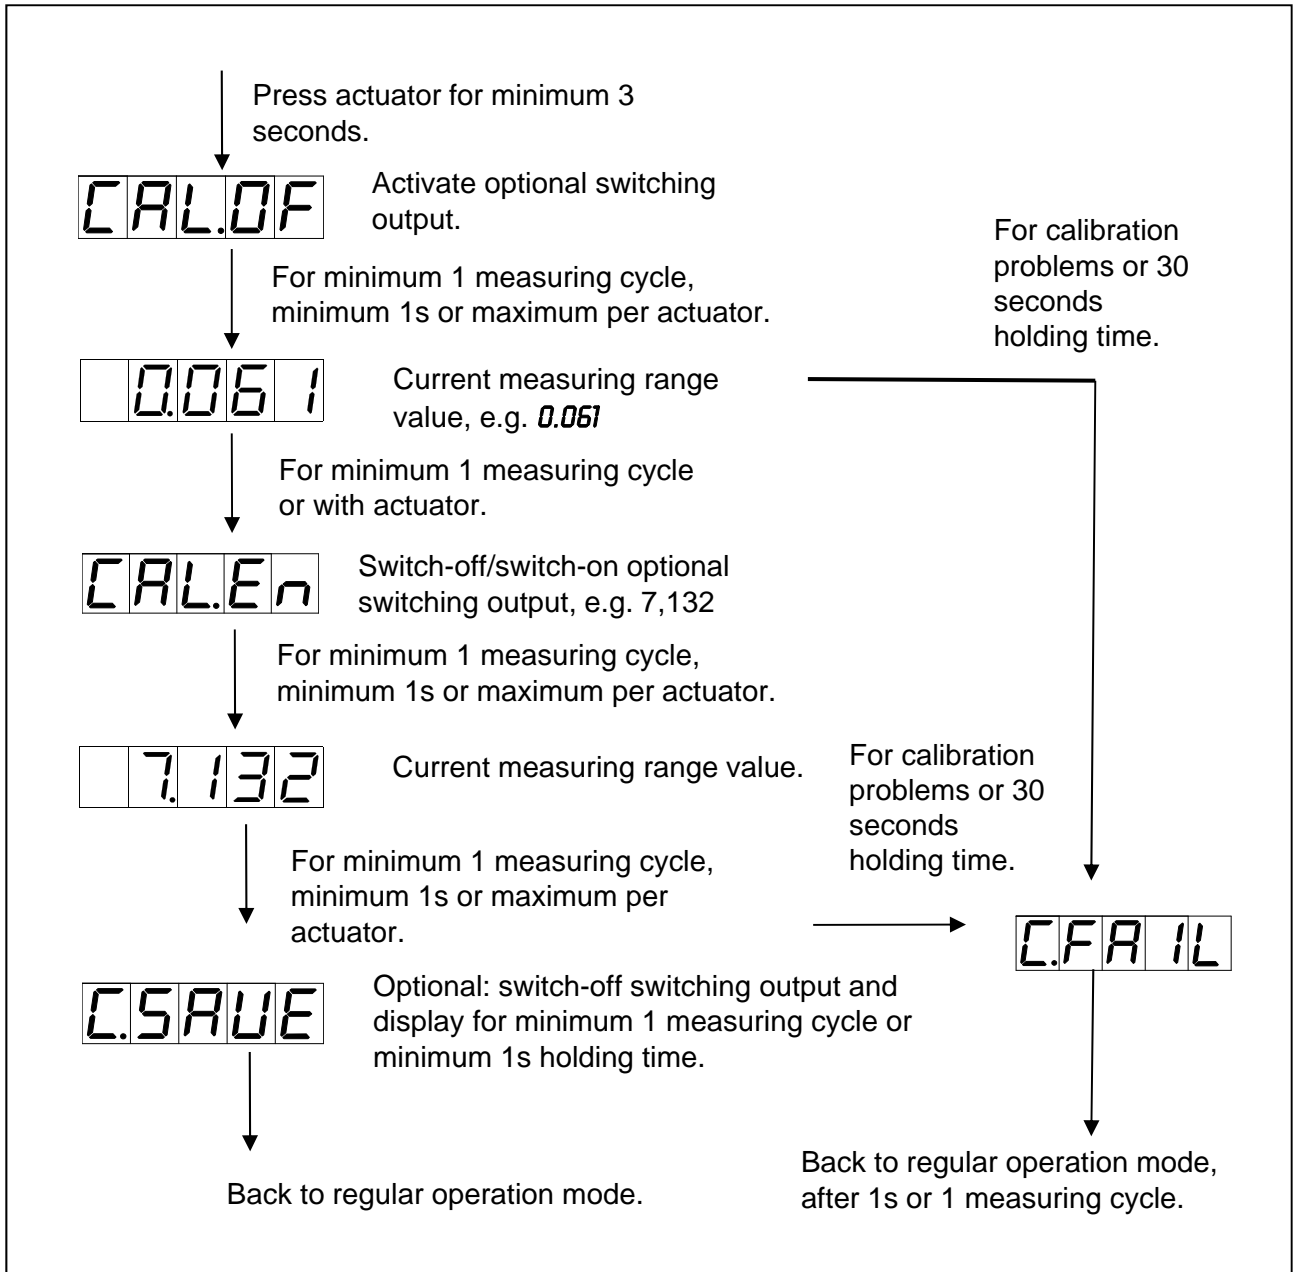 Press actuator for minimum 3
seconds.
CAL.OF
Activate optional switching
output.
For calibration
problems or 30
seconds
holding time.
For minimum 1 measuring cycle,
minimum 1s or maximum per actuator.
0.061
Current measuring range
value, e.g. 0.061
For minimum 1 measuring cycle
or with actuator.
CAL.En
Switch-off/switch-on optional
switching output, e.g. 7,132
For minimum 1 measuring cycle,
minimum 1s or maximum per actuator.
7.132
Current measuring range value.
For calibration
problems or 30
seconds
holding time.
For minimum 1 measuring cycle,
minimum 1s or maximum per
actuator.
C.FAIL
C.SAVE
Optional: switch-off switching output and
display for minimum 1 measuring cycle or
minimum 1s holding time.
Back to regular operation mode.
Back to regular operation mode,
after 1s or 1 measuring cycle.